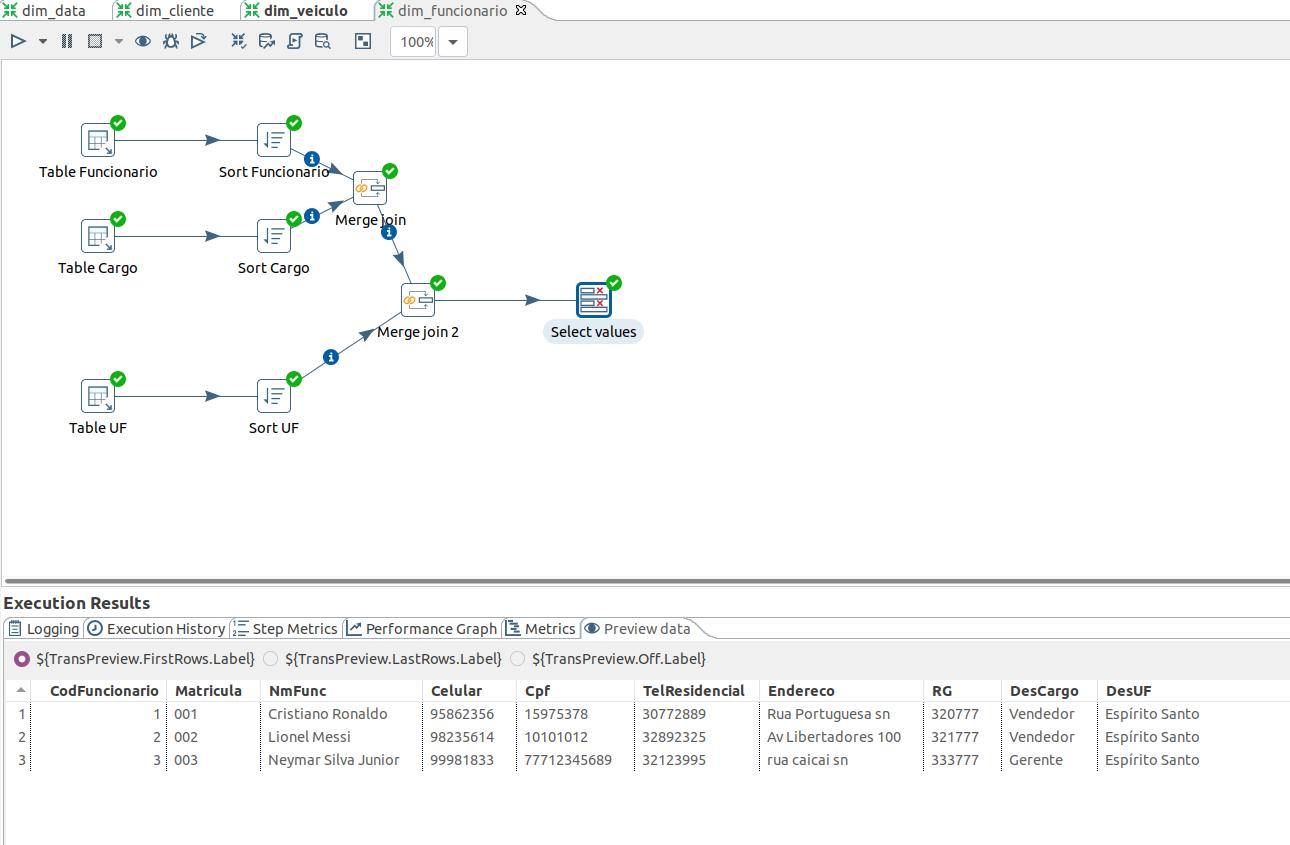 dim_data dim_cliente dim_veiculo dim_funcionario
100%
Table Funcionario Sort Funcionario
Merge join
Table Cargo Sort Cargo
Merge join 2 Select values
Table UF Sort UF
Execution Results
Logging Execution History Step Metrics Performance Graph Metrics Preview data
${TransPreview.FirstRows.Label} ${TransPreview.LastRows.Label} ${TransPreview.Off.Label}
CodFuncionario Matricula NmFunc Celular Cpf TelResidencial Endereco RG DesCargo DesUF
1 1 001 Cristiano Ronaldo 95862356 15975378 30772889 Rua Portuguesa sn 320777 Vendedor Espírito Santo
2 2 002 Lionel Messi 98235614 10101012 32892325 Av Libertadores 100 321777 Vendedor Espírito Santo
3 3 003 Neymar Silva Junior 99981833 77712345689 32123995 rua caicai sn 333777 Gerente Espírito Santo